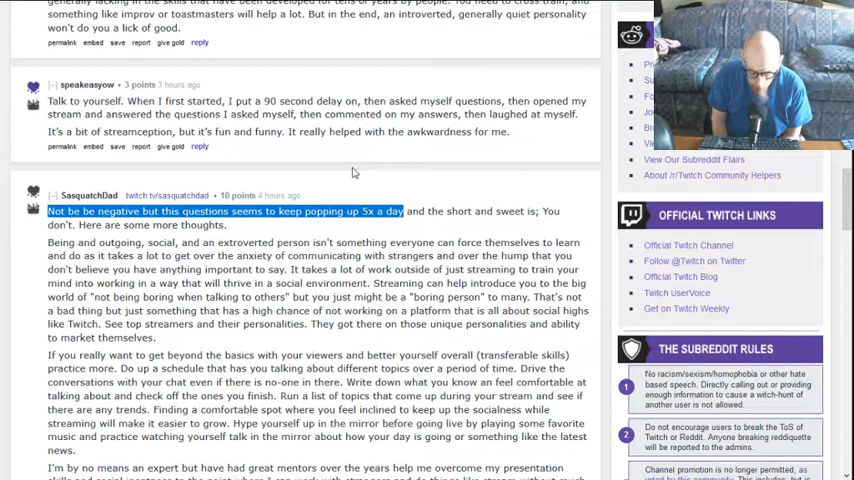 generally lacking in the skills that have been developed for tens of years by people. You need to cross train, and
something like improv or toastmasters will help a lot. But in the end, an introverted, generally quiet personality
won't do you a lick of good.
permalink embed save report give gold reply
[–] speakeasyow • 3 points 3 hours ago
Talk to yourself. When I first started, I put a 90 second delay on, then asked myself questions, then opened my
stream and answered the questions I asked myself, then commented on my answers, then laughed at myself.
It's a bit of streamception, but it's fun and funny. It really helped with the awkwardness for me.
permalink embed save report give gold reply
[–] SasquatchDad twitch.tv/sasquatchdad • 10 points 4 hours ago
Not be be negative but this questions seems to keep popping up 5x a day and the short and sweet is; You
don't. Here are some more thoughts.
Being and outgoing, social, and an extroverted person isn't something everyone can force themselves to learn
and do as it takes a lot to get over the anxiety of communicating with strangers and over the hump that you
don't believe you have anything important to say. It takes a lot of work outside of just streaming to train your
mind into working in a way that will thrive in a social environment. Streaming can help introduce you to the big
world of "not being boring when talking to others" but you just might be a "boring person" to many. That's not
a bad thing but just something that has a high chance of not working on a platform that is all about social highs
like Twitch. See top streamers and their personalities. They got there on those unique personalities and ability
to market themselves.
If you really want to get beyond the basics with your viewers and better yourself overall (transferable skills)
practice more. Do up a schedule that has you talking about different topics over a period of time. Drive the
conversations with your chat even if there is no-one in there. Write down what you know an feel comfortable at
talking about and check off the ones you finish. Run a list of topics that come up during your stream and see if
there are any trends. Finding a comfortable spot where you feel inclined to keep up the socialness while
streaming will make it easier to grow. Hype yourself up in the mirror before going live by playing some favorite
music and practice watching yourself talk in the mirror about how your day is going or something like the latest
news.
I'm by no means an expert but have had great mentors over the years help me overcome my presentation
View Our Subreddit Flairs
About /r/Twitch Community Helpers
OFFICIAL TWITCH LINKS
Official Twitch Channel
Follow @Twitch on Twitter
Official Twitch Blog
Twitch UserVoice
Get on Twitch Weekly
THE SUBREDDIT RULES
1
No racism/sexism/homophobia or other hate
based speech. Directly calling out or providing
enough information to cause a witch-hunt of
another user is not allowed.
2
Do not encourage users to break the ToS of
Twitch or Reddit. Anyone breaking reddiquette
will be reported to the admins.
Channel promotion is no longer permitted, as